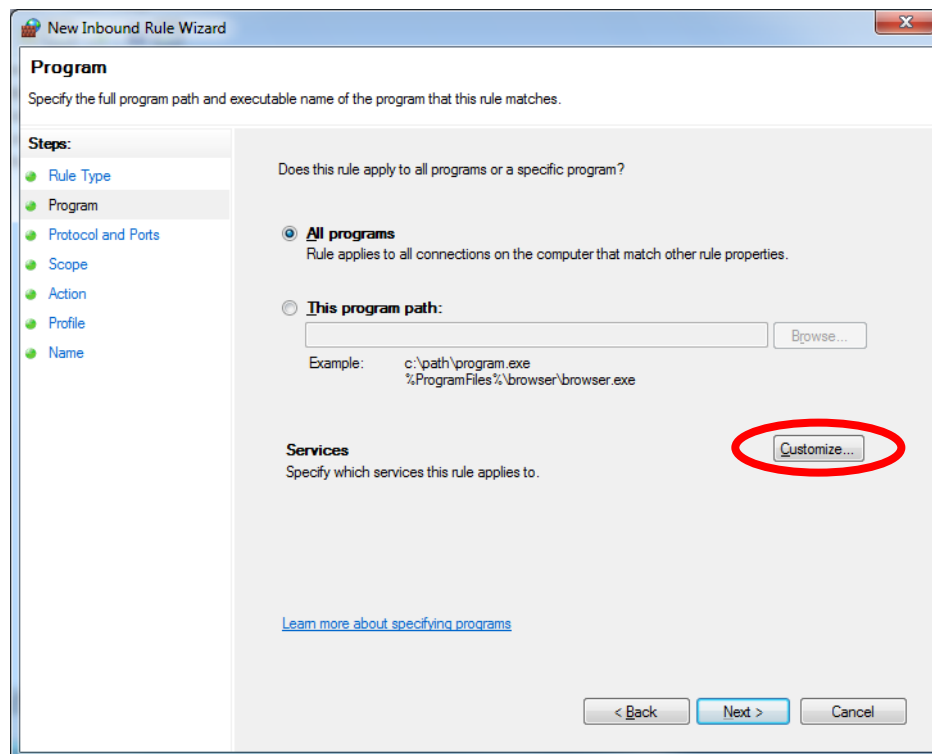 New Inbound Rule Wizard
Program
Specify the full program path and executable name of the program that this rule matches.
Steps:
Rule Type
Program
Protocol and Ports
Scope
Action
Profile
Name
Does this rule apply to all programs or a specific program?
All programs
Rule applies to all connections on the computer that match other rule properties.
This program path:
Browse...
Example: c:\path\program.exe
%ProgramFiles%\browser\browser.exe
Services
Customize...
Specify which services this rule applies to.
Learn more about specifying programs
< Back Next > Cancel